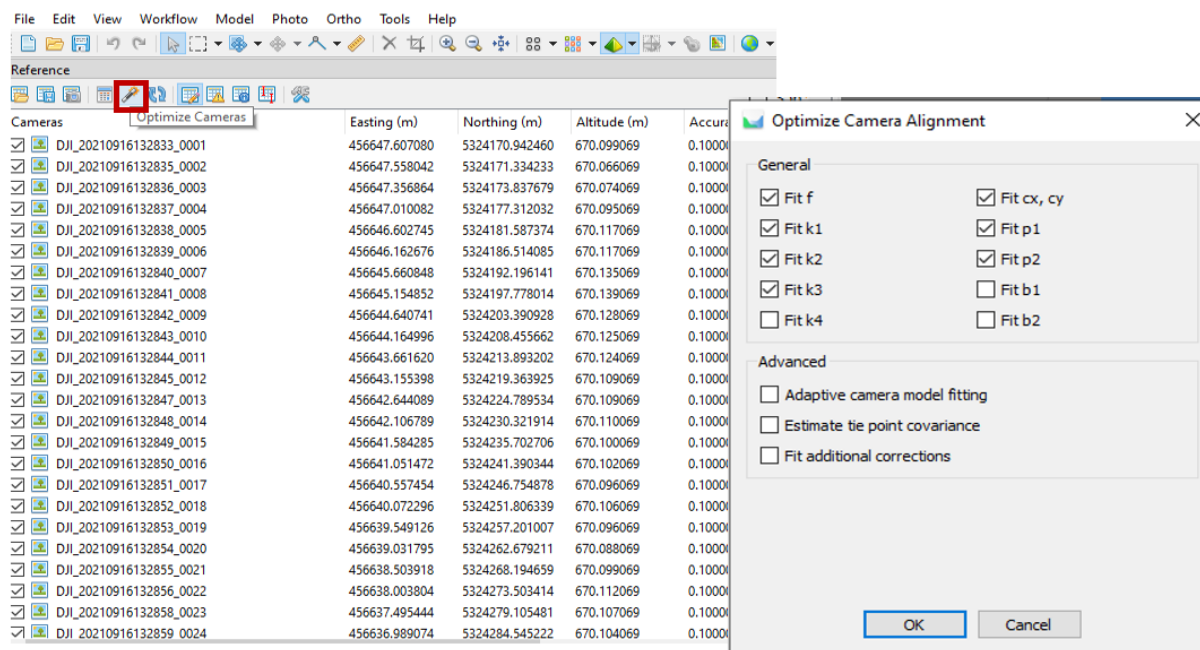 File Edit View Workflow Model Photo Ortho Tools Help
Reference
Optimize Cameras
Cameras Easting (m) Northing (m) Altitude (m) Accura
DJI_20210916132833_0001 456647.607080 5324170.942460 670.099069 0.1000
DJI_20210916132835_0002 456647.558042 5324171.334233 670.066069 0.1000
DJI_20210916132836_0003 456647.356864 5324173.837679 670.074069 0.1000
DJI_20210916132837_0004 456647.010082 5324177.312032 670.095069 0.1000
DJI_20210916132838_0005 456646.602745 5324181.587374 670.117069 0.1000
DJI_20210916132839_0006 456646.162676 5324186.514085 670.117069 0.1000
DJI_20210916132840_0007 456645.660848 5324192.196141 670.135069 0.1000
DJI_20210916132841_0008 456645.154852 5324197.778014 670.139069 0.1000
DJI_20210916132842_0009 456644.640741 5324203.390928 670.128069 0.1000
DJI_20210916132843_0010 456644.164996 5324208.455662 670.125069 0.1000
DJI_20210916132844_0011 456643.661620 5324213.893202 670.124069 0.1000
DJI_20210916132845_0012 456643.155398 5324219.363925 670.109069 0.1000
DJI_20210916132847_0013 456642.644089 5324224.789534 670.109069 0.1000
DJI_20210916132848_0014 456642.106789 5324230.321914 670.110069 0.1000
DJI_20210916132849_0015 456641.584285 5324235.702706 670.100069 0.1000
DJI_20210916132850_0016 456641.051472 5324241.390344 670.102069 0.1000
DJI_20210916132851_0017 456640.557454 5324246.754878 670.096069 0.1000
DJI_20210916132852_0018 456640.072296 5324251.806339 670.106069 0.1000
DJI_20210916132853_0019 456639.549126 5324257.201007 670.096069 0.1000
DJI_20210916132854_0020 456639.031795 5324262.679211 670.088069 0.1000
DJI_20210916132855_0021 456638.503918 5324268.194659 670.099069 0.1000
DJI_20210916132856_0022 456638.003804 5324273.503414 670.112069 0.1000
DJI_20210916132858_0023 456637.495444 5324279.105481 670.107069 0.1000
DJI_20210916132859_0024 456636.989074 5324284.545222 670.104069 0.1000
Optimize Camera Alignment
General
Fit f Fit cx, cy
Fit k1 Fit p1
Fit k2 Fit p2
Fit k3 Fit b1
Fit k4 Fit b2
Advanced
Adaptive camera model fitting
Estimate tie point covariance
Fit additional corrections
OK Cancel